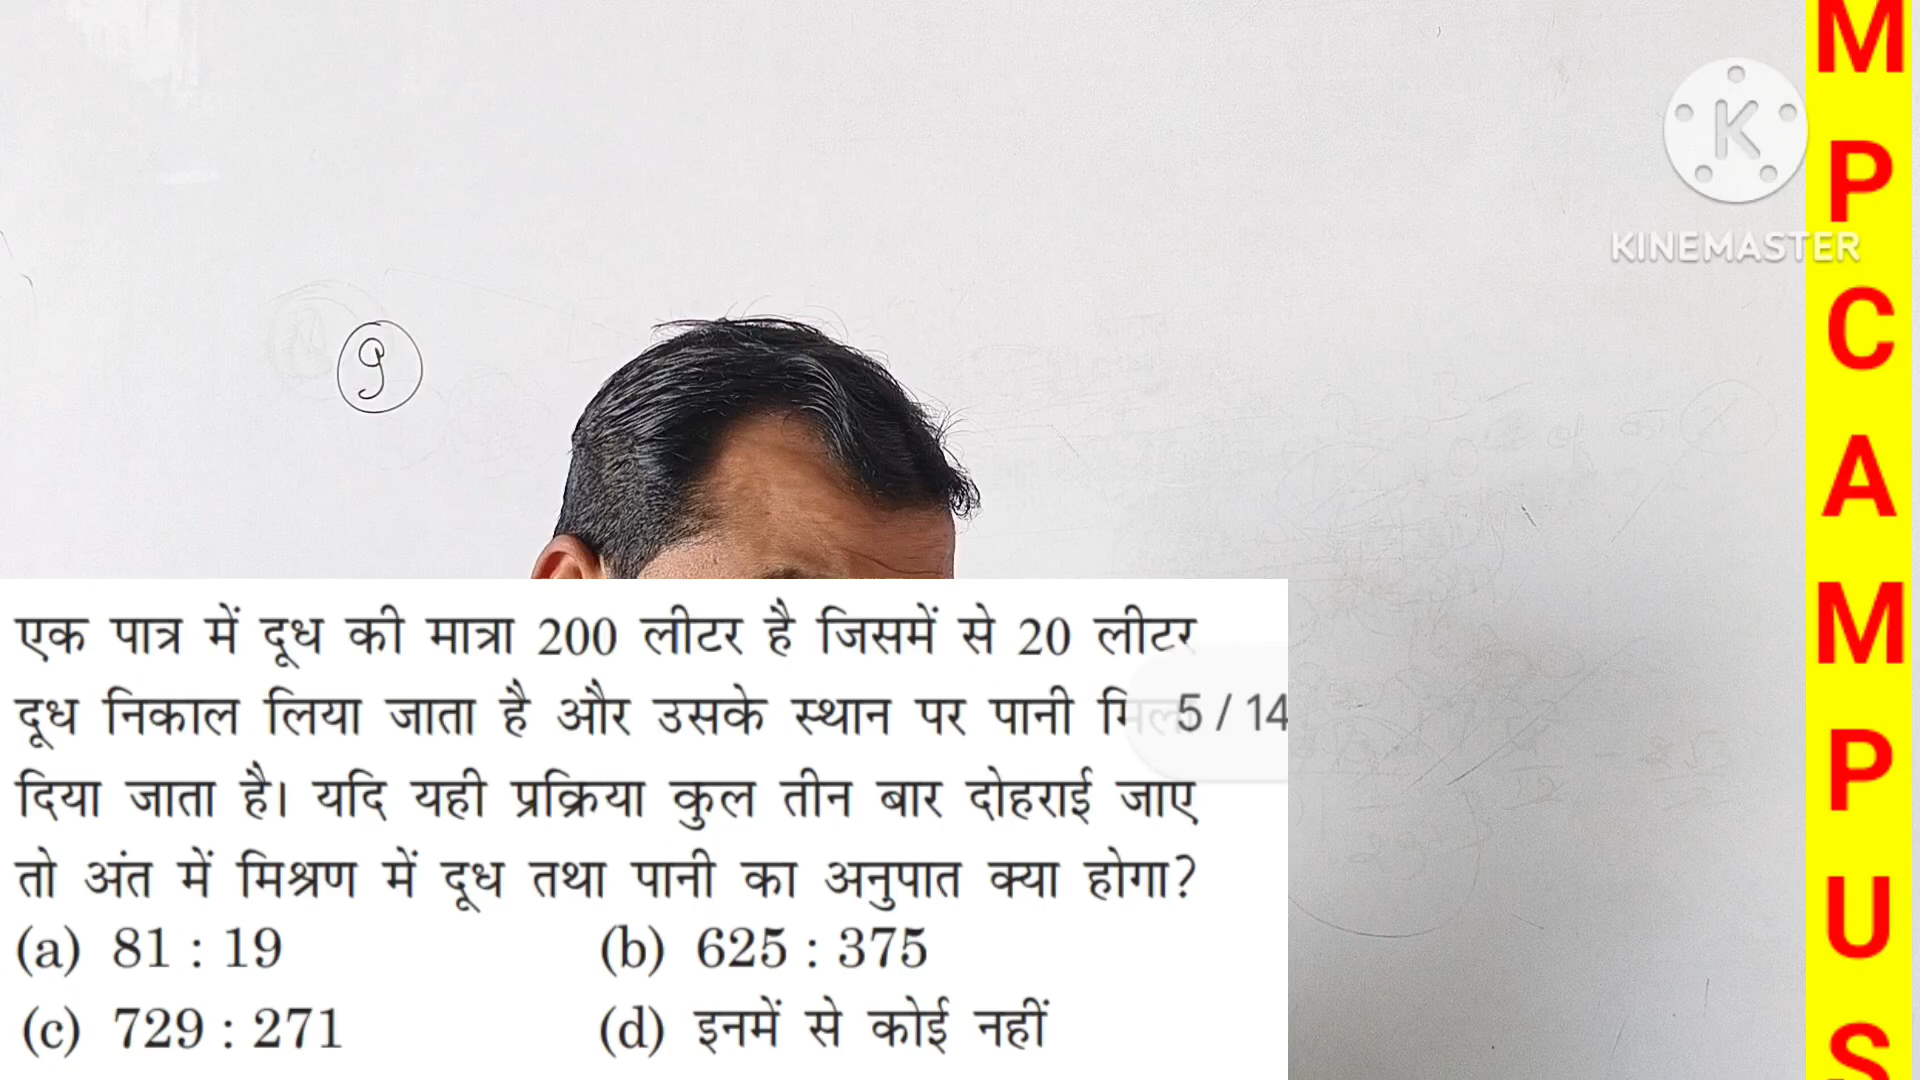 M
P
C
A
M
P
U
S
K
KINEMASTER
9
एक पात्र में दूध की मात्रा 200 लीटर है जिसमें से 20 लीटर
दूध निकाल लिया जाता है और उसके स्थान पर पानी मिला
5 / 14
दिया जाता है। यदि यही प्रक्रिया कुल तीन बार दोहराई जाए
तो अंत में मिश्रण में दूध तथा पानी का अनुपात क्या होगा?
(a) 81 : 19 (b) 625 : 375
(c) 729 : 271 (d) इनमें से कोई नहीं